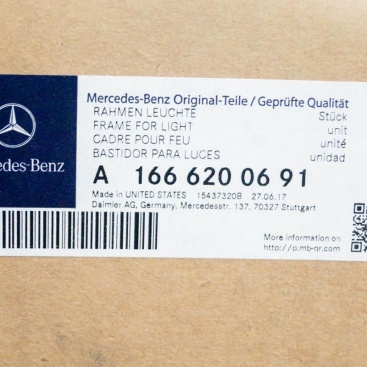 Mercedes-Benz Original-Teile / Geprüfte Qualität
RAHMEN LEUCHTE Stück
FRAME FOR LIGHT unit
CADRE POUR FEU unité
BASTIDOR PARA LUCES unidad
edes-Benz
A 166 620 06 91
Made in UNITED STATES 15437320B 27.06.17
Daimler AG, Germany, Mercedesstr. 137, 70327 Stuttgart
More information on
http://p.mb-nr.com/